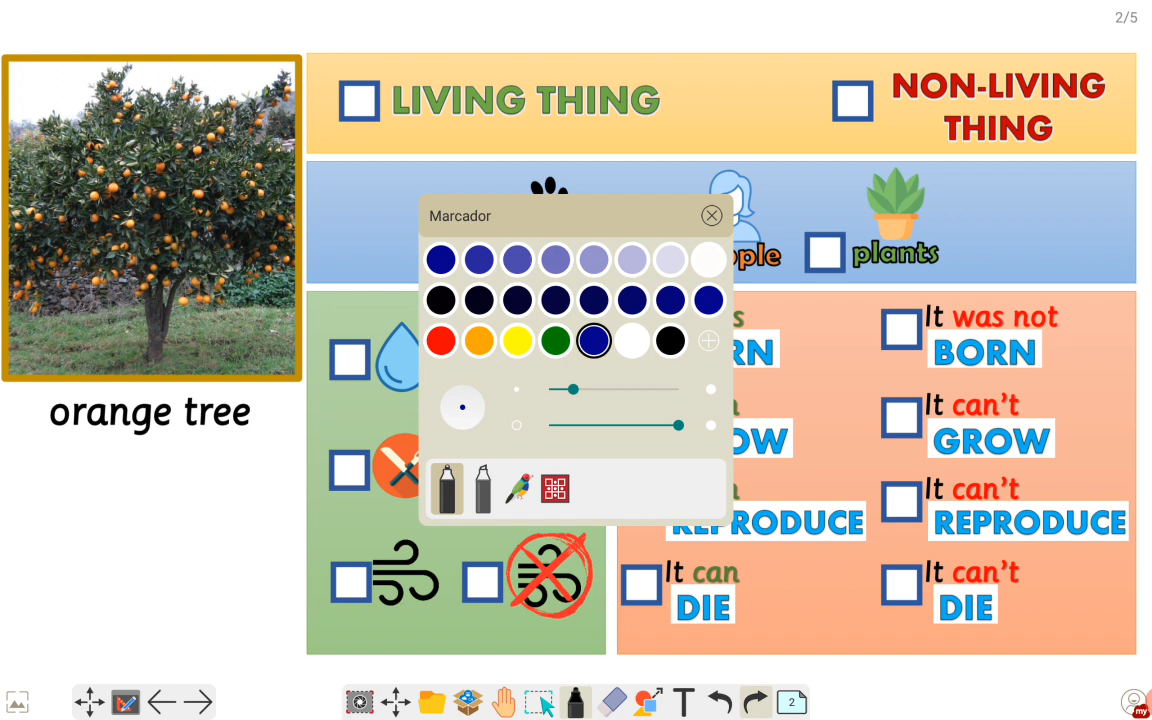 2/5
LIVING THING
NON-LIVING
THING
Marcador
plants
orange tree
It was not
BORN
It can't
GROW
It can't
REPRODUCE
REPRODUCE
It can
DIE
It can't
DIE
2
my